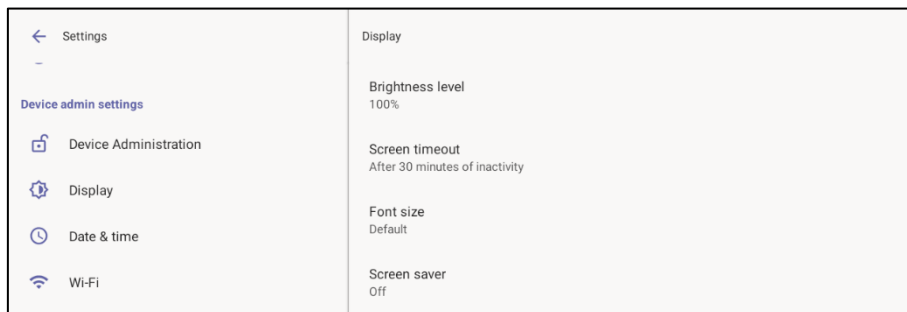 Settings
Device admin settings
Device Administration
Display
Date & time
Wi-Fi
Display
Brightness level
100%
Screen timeout
After 30 minutes of inactivity
Font size
Default
Screen saver
Off